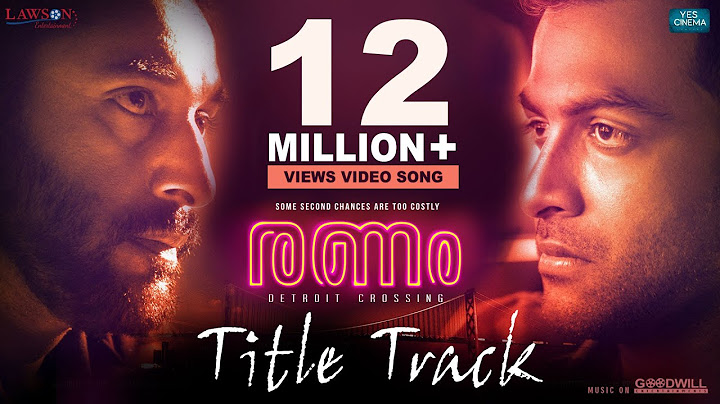 LAWSON
Entertainment
YES
CINEMA
12
MILLION+
VIEWS VIDEO SONG
SOME SECOND CHANCES ARE TOO COSTLY
രണം
DETROIT CROSSING
Title Track
MUSIC ON GOODWILL
ENTERTAINMENTS